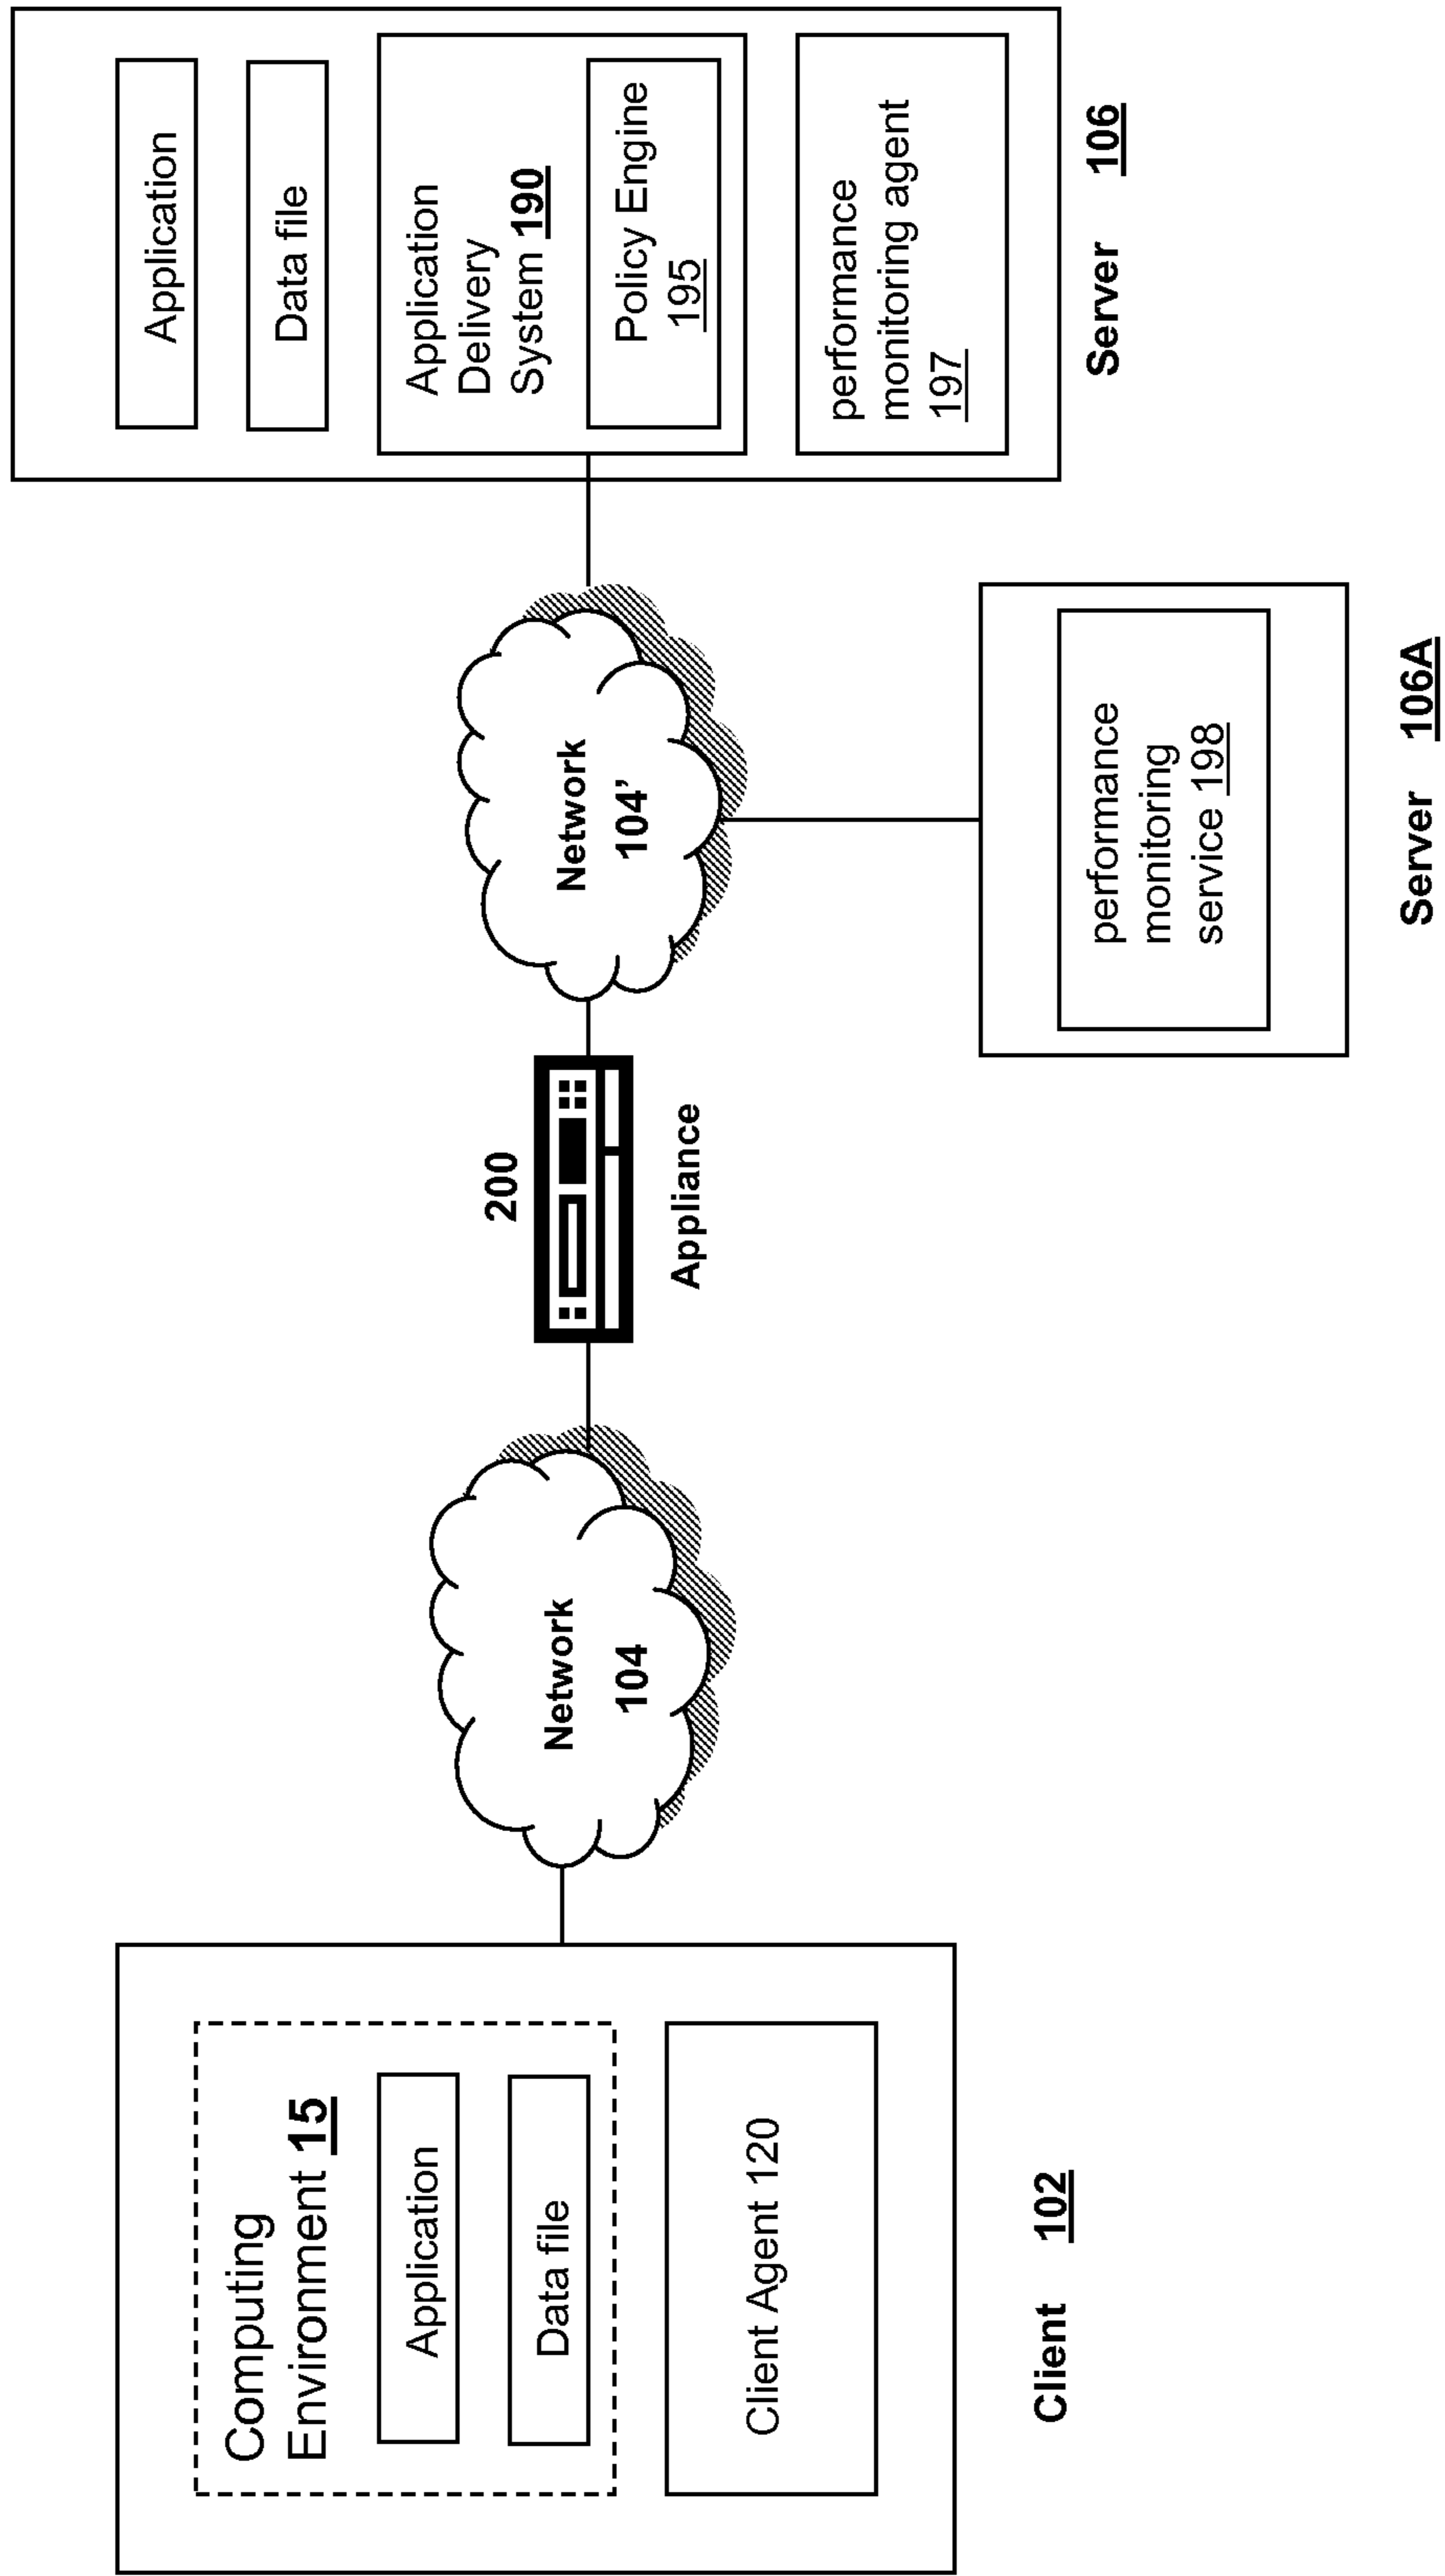 Computing
Environment 15
Application
Data file
Client Agent 120
Client 102
Network
104
200
Appliance
Network
104’
performance
monitoring
service 198
Server 106A
Application
Data file
Application
Delivery
System 190
Policy Engine
195
performance
monitoring agent
197
Server 106